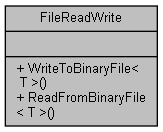 FileReadWrite
+ WriteToBinaryFile<
T >()
+ ReadFromBinaryFile
< T >()